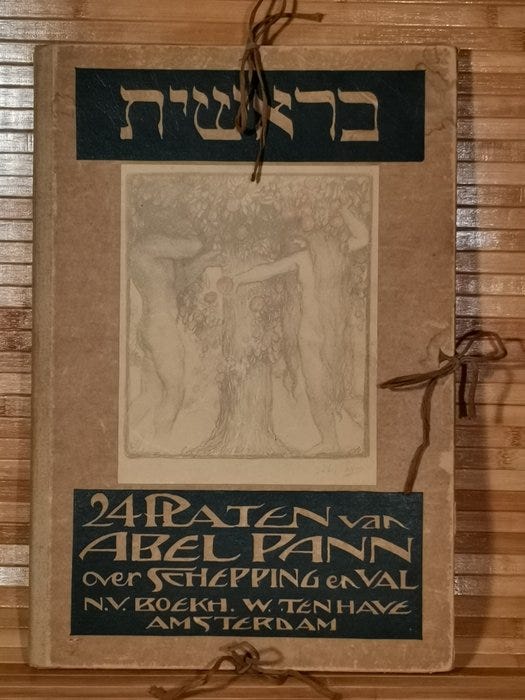 בראשית
24 PLATEN van
ABEL PANN
over SCHEPPING en VAL
N.V. BOEKH. W. TEN HAVE
AMSTERDAM